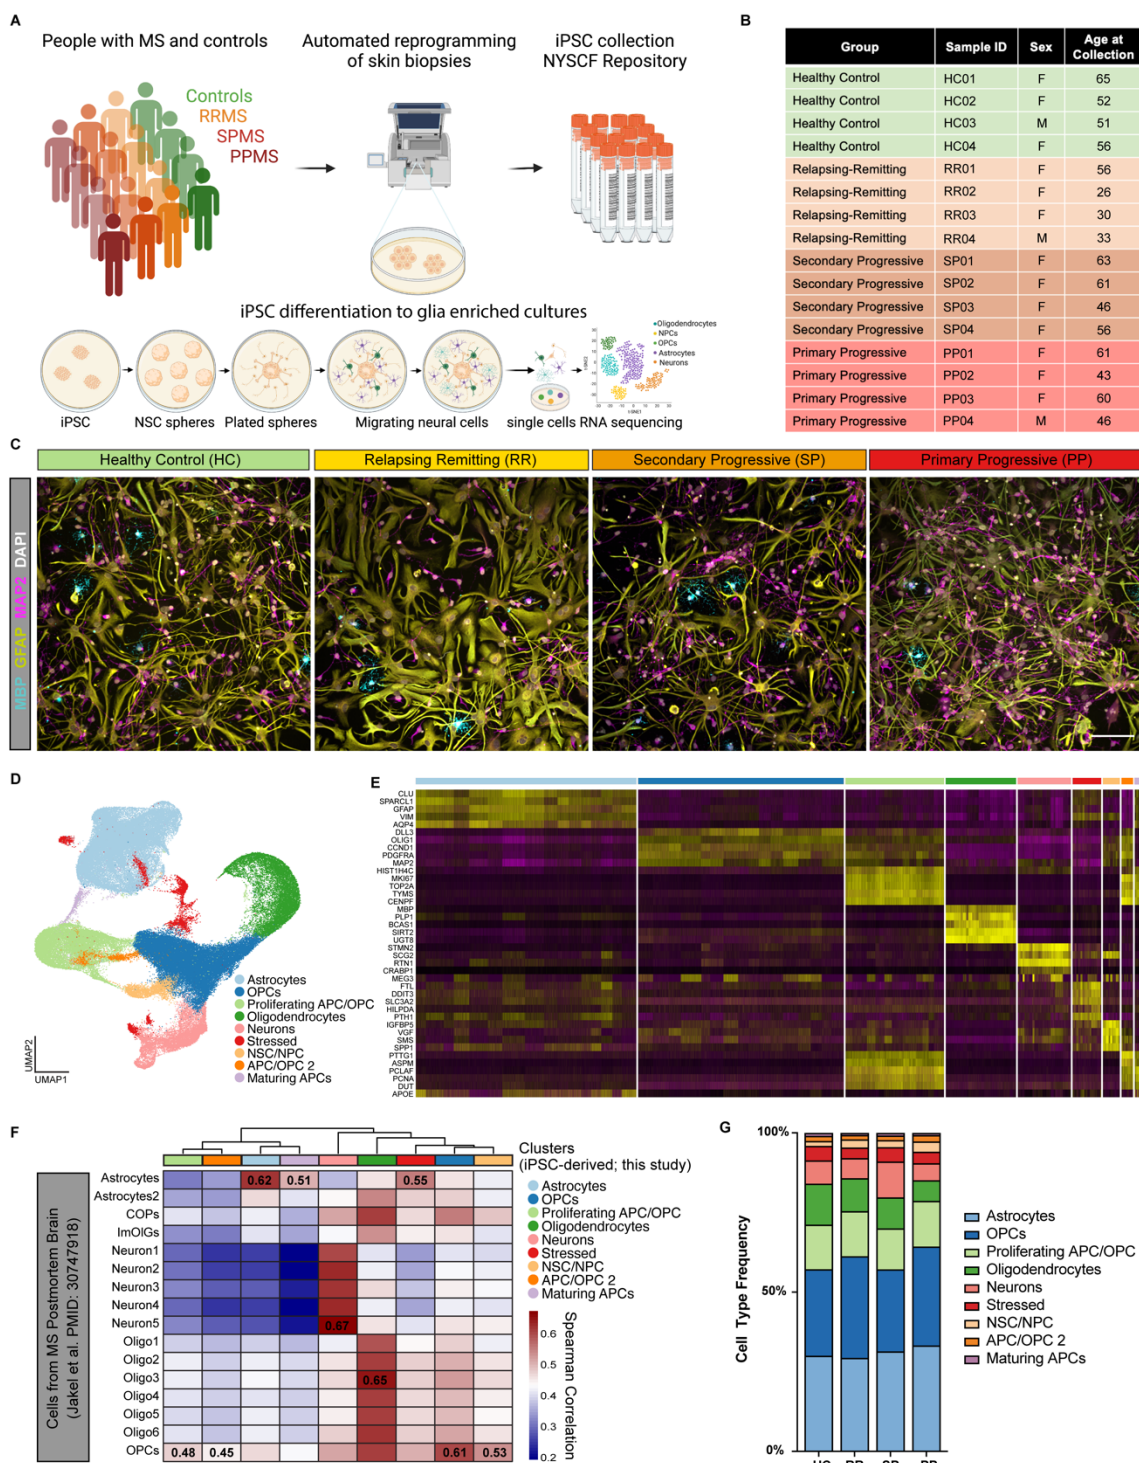 A
People with MS and controls
Automated reprogramming
of skin biopsies
iPSC collection
NYSCF Repository
Controls
RRMS
SPMS
PPMS
iPSC differentiation to glia enriched cultures
Oligodendrocytes
NPCs
OPCs
Astrocytes
Neurons
iPSC
NSC spheres
Plated spheres
Migrating neural cells
single cells RNA sequencing
B
Group Sample ID Sex Age at Collection
Healthy Control HC01 F 65
Healthy Control HC02 F 52
Healthy Control HC03 M 51
Healthy Control HC04 F 56
Relapsing-Remitting RR01 F 56
Relapsing-Remitting RR02 F 26
Relapsing-Remitting RR03 F 30
Relapsing-Remitting RR04 M 33
Secondary Progressive SP01 F 63
Secondary Progressive SP02 F 61
Secondary Progressive SP03 F 46
Secondary Progressive SP04 F 56
Primary Progressive PP01 F 61
Primary Progressive PP02 F 43
Primary Progressive PP03 F 60
Primary Progressive PP04 M 46
C
Healthy Control (HC)
Relapsing Remitting (RR)
Secondary Progressive (SP)
Primary Progressive (PP)
MBP GFAP MAP2 DAPI
D
Astrocytes
OPCs
Proliferating APC/OPC
Oligodendrocytes
Neurons
Stressed
NSC/NPC
APC/OPC 2
Maturing APCs
UMAP2
UMAP1
E
CLU
SPARCL1
GFAP
VIM
AQP4
DLL3
OLIG1
CCND1
PDGFRA
MAP2
HIST1H4C
MKI67
TOP2A
TYMS
CENPF
MBP
PLP1
BCAS1
SIRT2
UGT8
STMN2
SCG2
RTN1
CRABP1
MEG3
FTL
DDIT3
SLC3A2
HILPDA
PTH1
IGFBP5
VGF
SMS
SPP1
PTTG1
ASPM
PCLAF
PCNA
DUT
APOE
F
Clusters
(iPSC-derived; this study)
Astrocytes
OPCs
Proliferating APC/OPC
Oligodendrocytes
Neurons
Stressed
NSC/NPC
APC/OPC 2
Maturing APCs
Cells from MS Postmortem Brain
(Jakel et al. PMID: 30747918)
Astrocytes 0.62 0.51 0.55
Astrocytes2
COPs
ImOlGs
Neuron1
Neuron2
Neuron3
Neuron4
Neuron5 0.67
Oligo1
Oligo2
Oligo3 0.65
Oligo4
Oligo5
Oligo6
OPCs 0.48 0.45 0.61 0.53
Spearman Correlation
0.6
0.5
0.4
0.3
0.2
G
Cell Type Frequency
100%
50%
0%
Astrocytes
OPCs
Proliferating APC/OPC
Oligodendrocytes
Neurons
Stressed
NSC/NPC
APC/OPC 2
Maturing APCs
HC RR SP PP